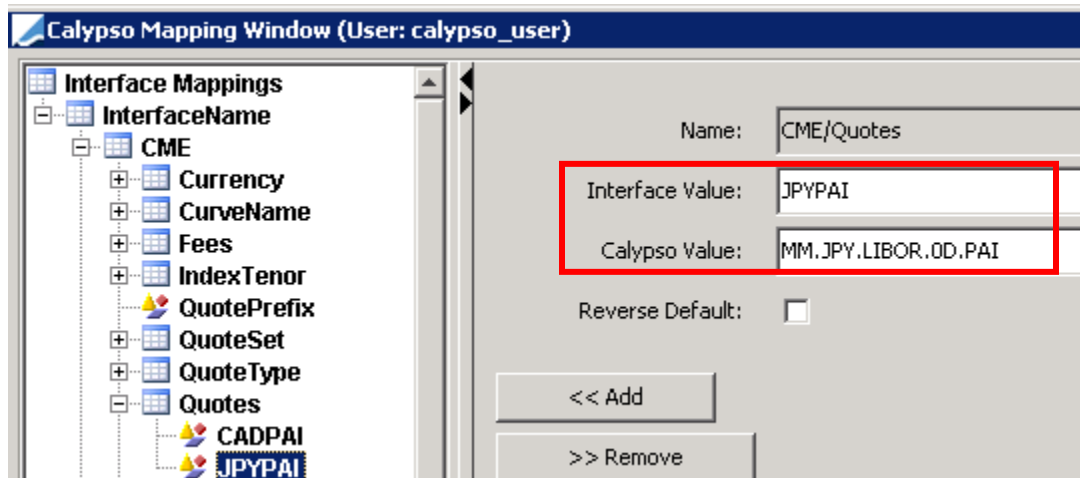 Calypso Mapping Window (User: calypso_user)
Interface Mappings
InterfaceName
CME
Currency
CurveName
Fees
IndexTenor
QuotePrefix
QuoteSet
QuoteType
Quotes
CADPAI
JPYPAI
Name: CME/Quotes
Interface Value: JPYPAI
Calypso Value: MM.JPY.LIBOR.0D.PAI
Reverse Default:
<< Add
>> Remove